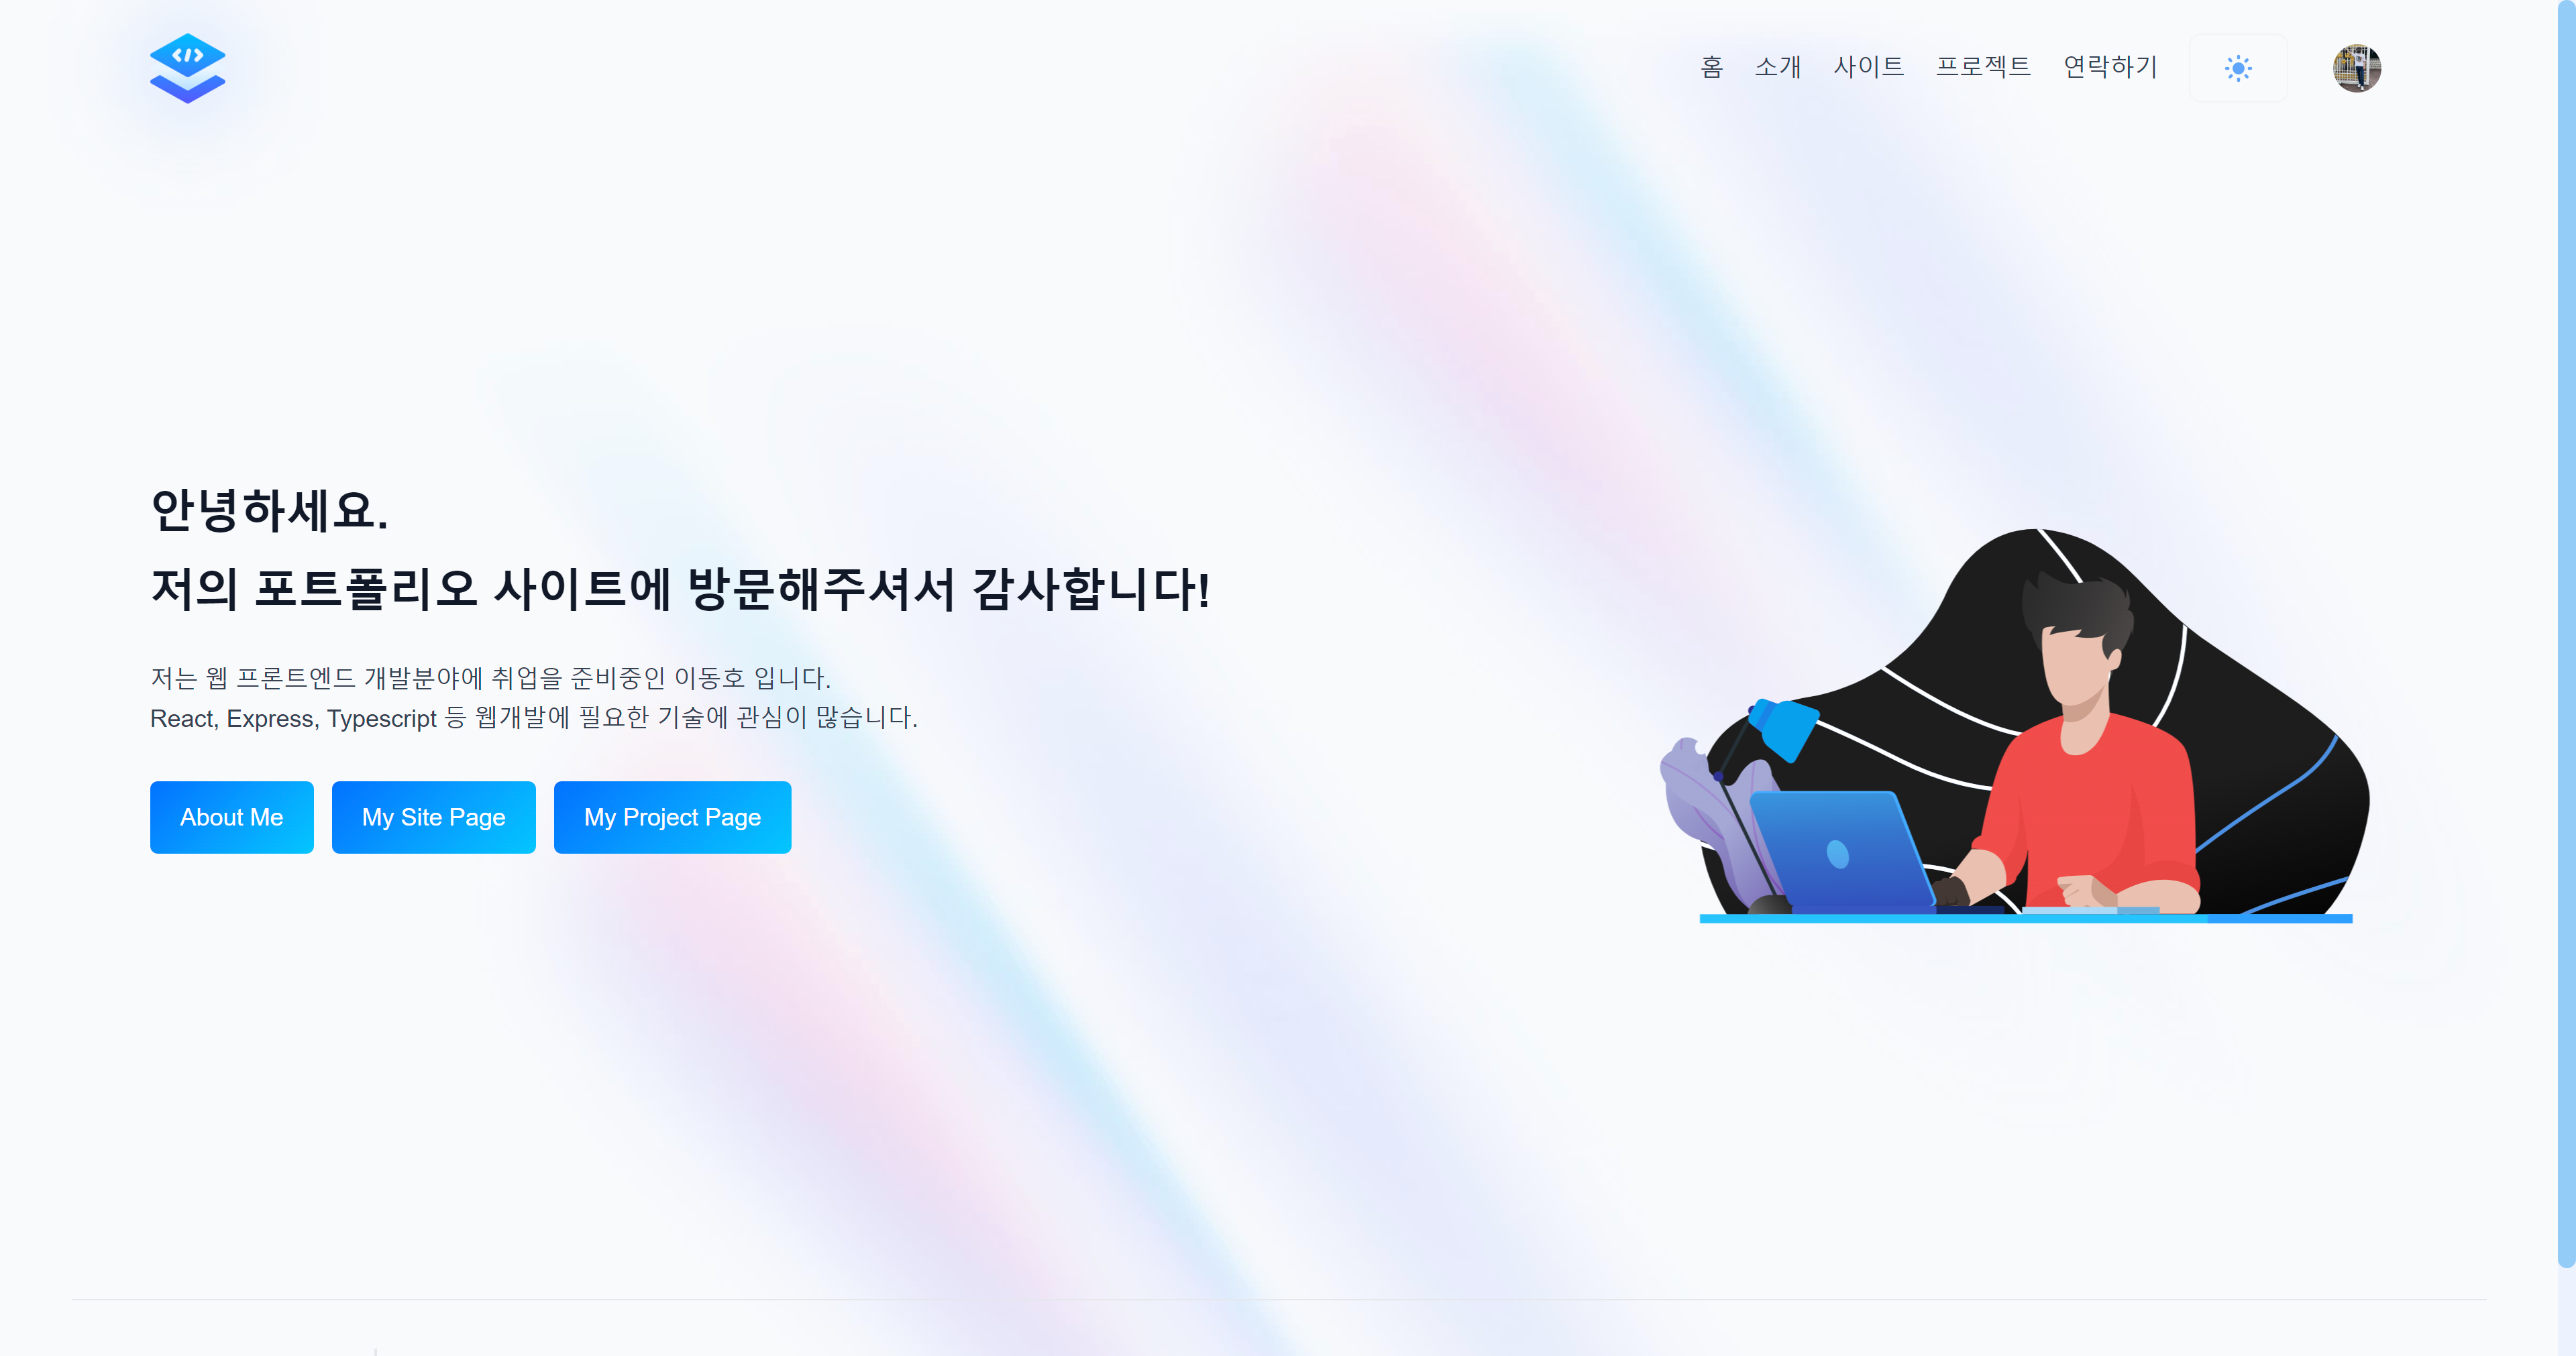 홈 소개 사이트 프로젝트 연락하기
안녕하세요.
저의 포트폴리오 사이트에 방문해주셔서 감사합니다!
저는 웹 프론트엔드 개발분야에 취업을 준비중인 이동호 입니다.
React, Express, Typescript 등 웹개발에 필요한 기술에 관심이 많습니다.
About Me My Site Page My Project Page